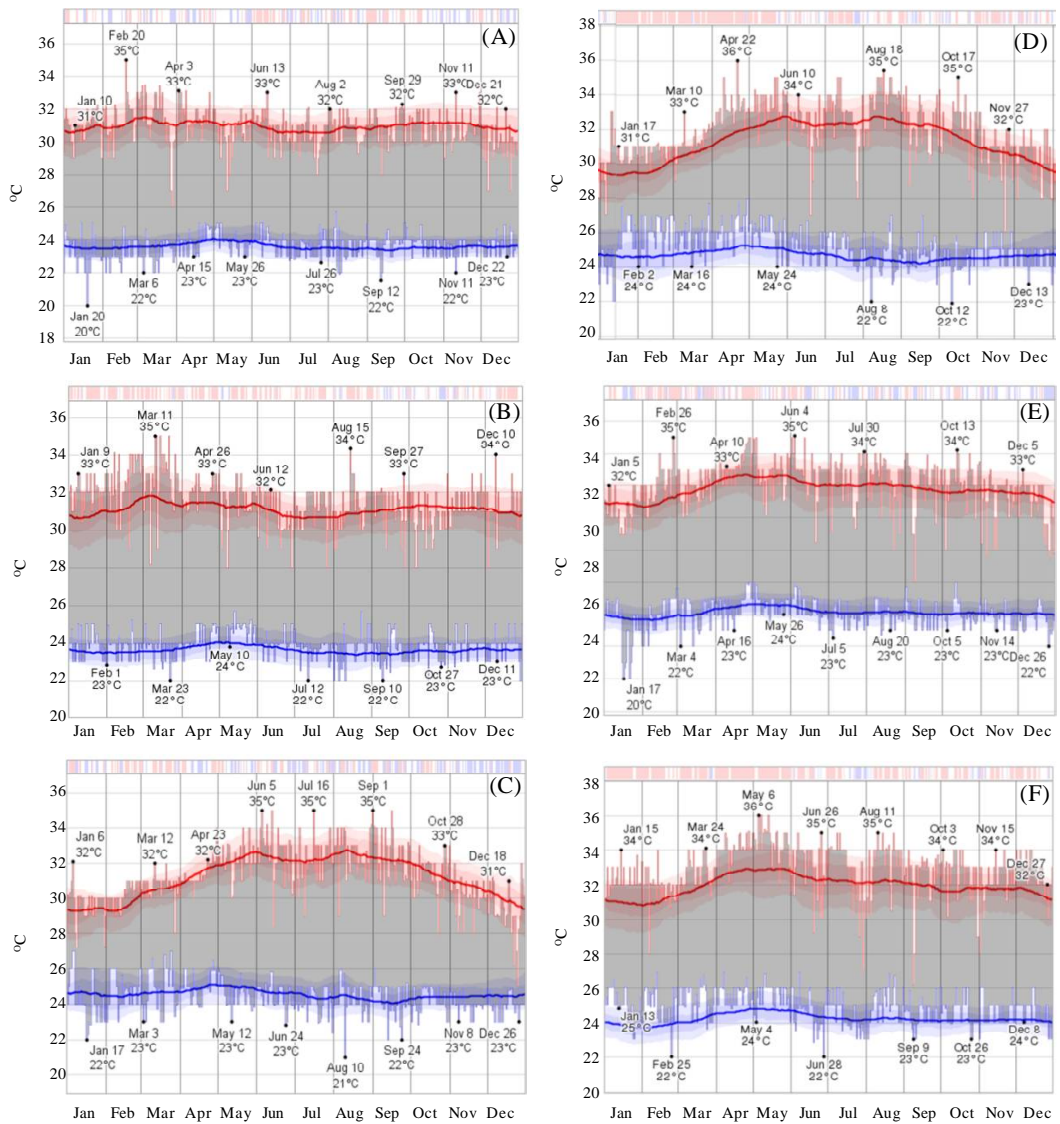 (A)
36
34
32
30
28
26
24
22
20
18
°C
Feb 20
35°C
Jan 10
31°C
Apr 3
33°C
Jun 13
33°C
Aug 2
32°C
Sep 29
32°C
Nov 11
33°C
Dec 21
32°C
Jan 20
20°C
Mar 6
22°C
Apr 15
23°C
May 26
23°C
Jul 26
23°C
Sep 12
22°C
Nov 11
22°C
Dec 22
23°C
Jan Feb Mar Apr May Jun Jul Aug Sep Oct Nov Dec
(D)
38
36
34
32
30
28
26
24
22
°C
Jan 17
31°C
Mar 10
33°C
Apr 22
36°C
Jun 10
34°C
Aug 18
35°C
Oct 17
35°C
Nov 27
32°C
Feb 2
24°C
Mar 16
24°C
May 24
24°C
Aug 8
22°C
Oct 12
22°C
Dec 13
23°C
Jan Feb Mar Apr May Jun Jul Aug Sep Oct Nov Dec
(B)
36
34
32
30
28
26
24
22
20
°C
Jan 9
33°C
Mar 11
35°C
Apr 26
33°C
Jun 12
32°C
Aug 15
34°C
Sep 27
33°C
Dec 10
34°C
Feb 1
23°C
Mar 23
22°C
May 10
24°C
Jul 12
22°C
Sep 10
22°C
Oct 27
23°C
Dec 11
23°C
Jan Feb Mar Apr May Jun Jul Aug Sep Oct Nov Dec
(E)
36
34
32
30
28
26
24
22
20
°C
Jan 5
32°C
Feb 26
35°C
Apr 10
33°C
Jun 4
35°C
Jul 30
34°C
Oct 13
34°C
Dec 5
33°C
Jan 17
20°C
Mar 4
22°C
Apr 16
23°C
May 26
24°C
Jul 5
23°C
Aug 20
23°C
Oct 5
23°C
Nov 14
23°C
Dec 26
22°C
Jan Feb Mar Apr May Jun Jul Aug Sep Oct Nov Dec
(C)
36
34
32
30
28
26
24
22
20
°C
Jan 6
32°C
Mar 12
32°C
Apr 23
32°C
Jun 5
35°C
Jul 16
35°C
Sep 1
35°C
Oct 28
33°C
Dec 18
31°C
Jan 17
22°C
Mar 3
23°C
May 12
23°C
Jun 24
23°C
Aug 10
21°C
Sep 24
22°C
Nov 8
23°C
Dec 26
23°C
Jan Feb Mar Apr May Jun Jul Aug Sep Oct Nov Dec
(F)
38
36
34
32
30
28
26
24
22
20
°C
Jan 15
34°C
Mar 24
34°C
May 6
36°C
Jun 26
35°C
Aug 11
35°C
Oct 3
34°C
Nov 15
34°C
Dec 27
32°C
Jan 13
25°C
Feb 25
22°C
May 4
24°C
Jun 28
22°C
Sep 9
23°C
Oct 26
23°C
Dec 8
24°C
Jan Feb Mar Apr May Jun Jul Aug Sep Oct Nov Dec